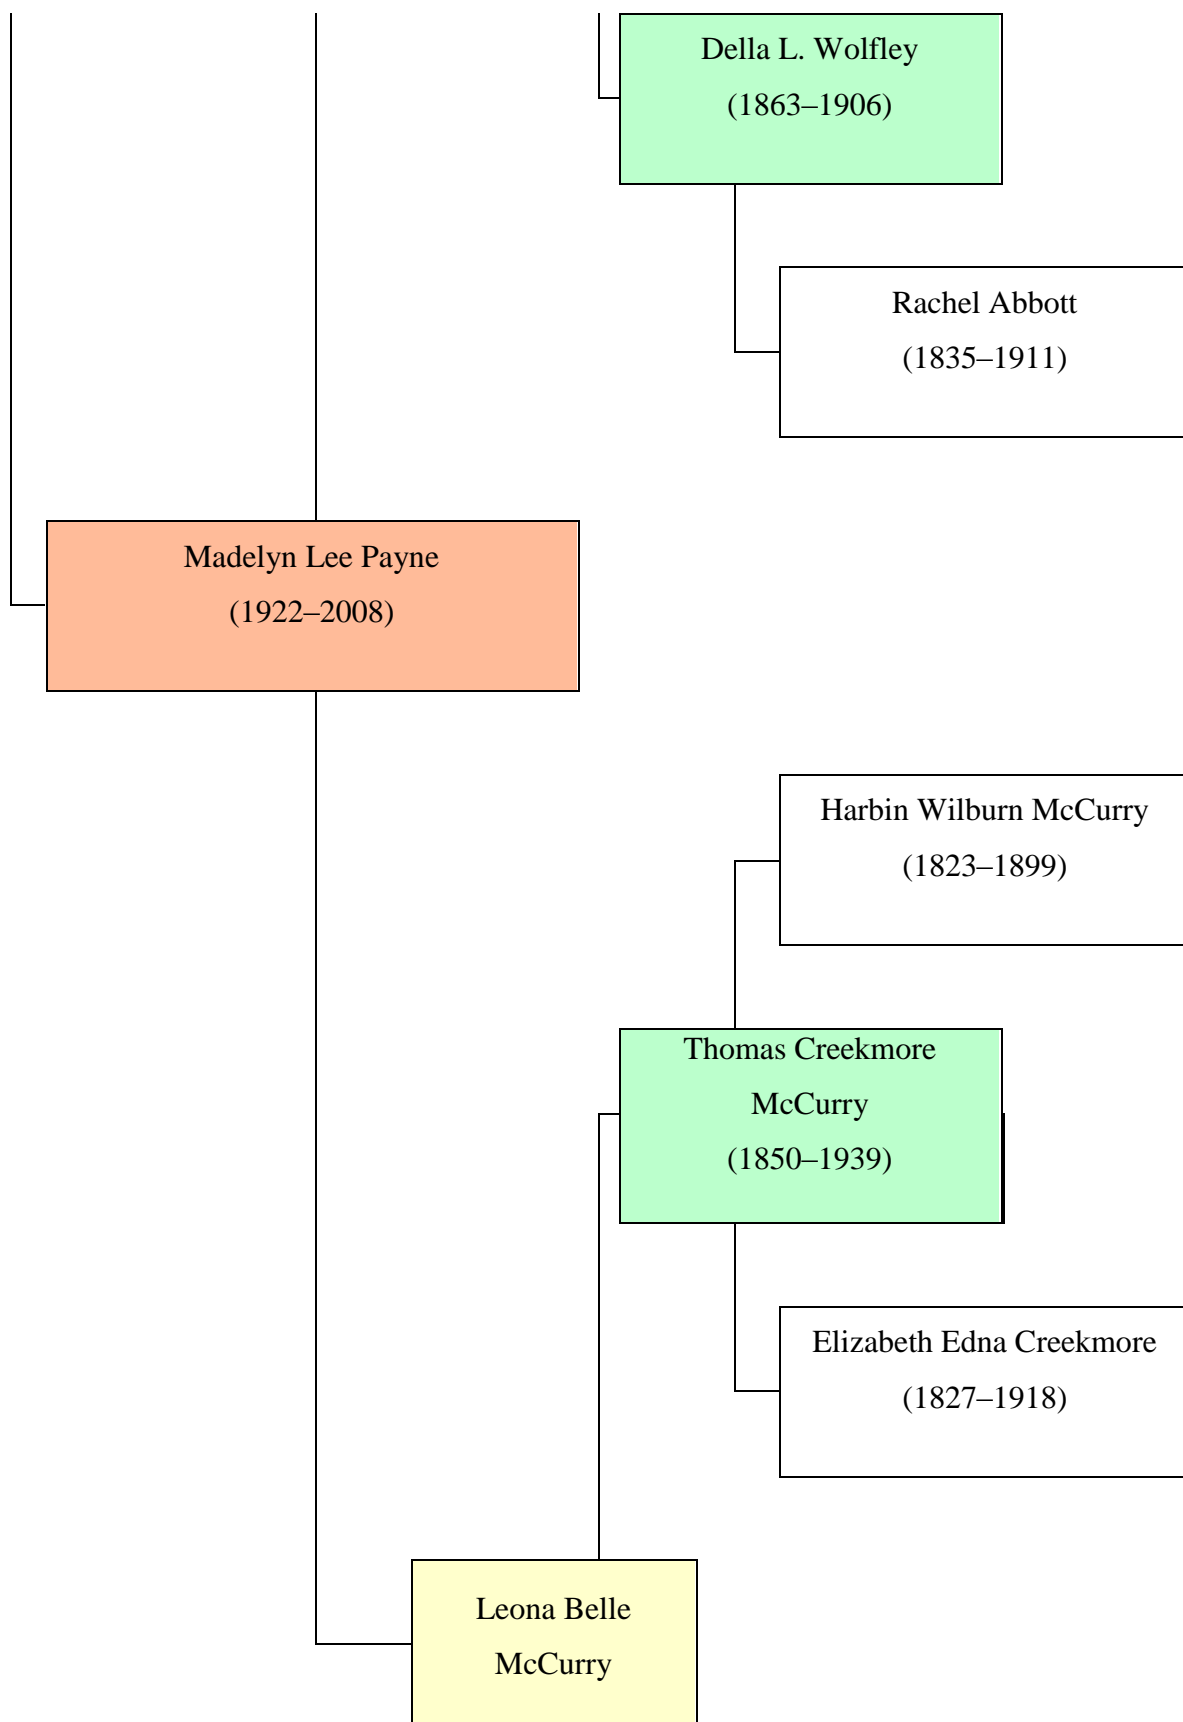 Della L. Wolfley
(1863–1906)
Rachel Abbott
(1835–1911)
Madelyn Lee Payne
(1922–2008)
Harbin Wilburn McCurry
(1823–1899)
Thomas Creekmore
McCurry
(1850–1939)
Elizabeth Edna Creekmore
(1827–1918)
Leona Belle
McCurry